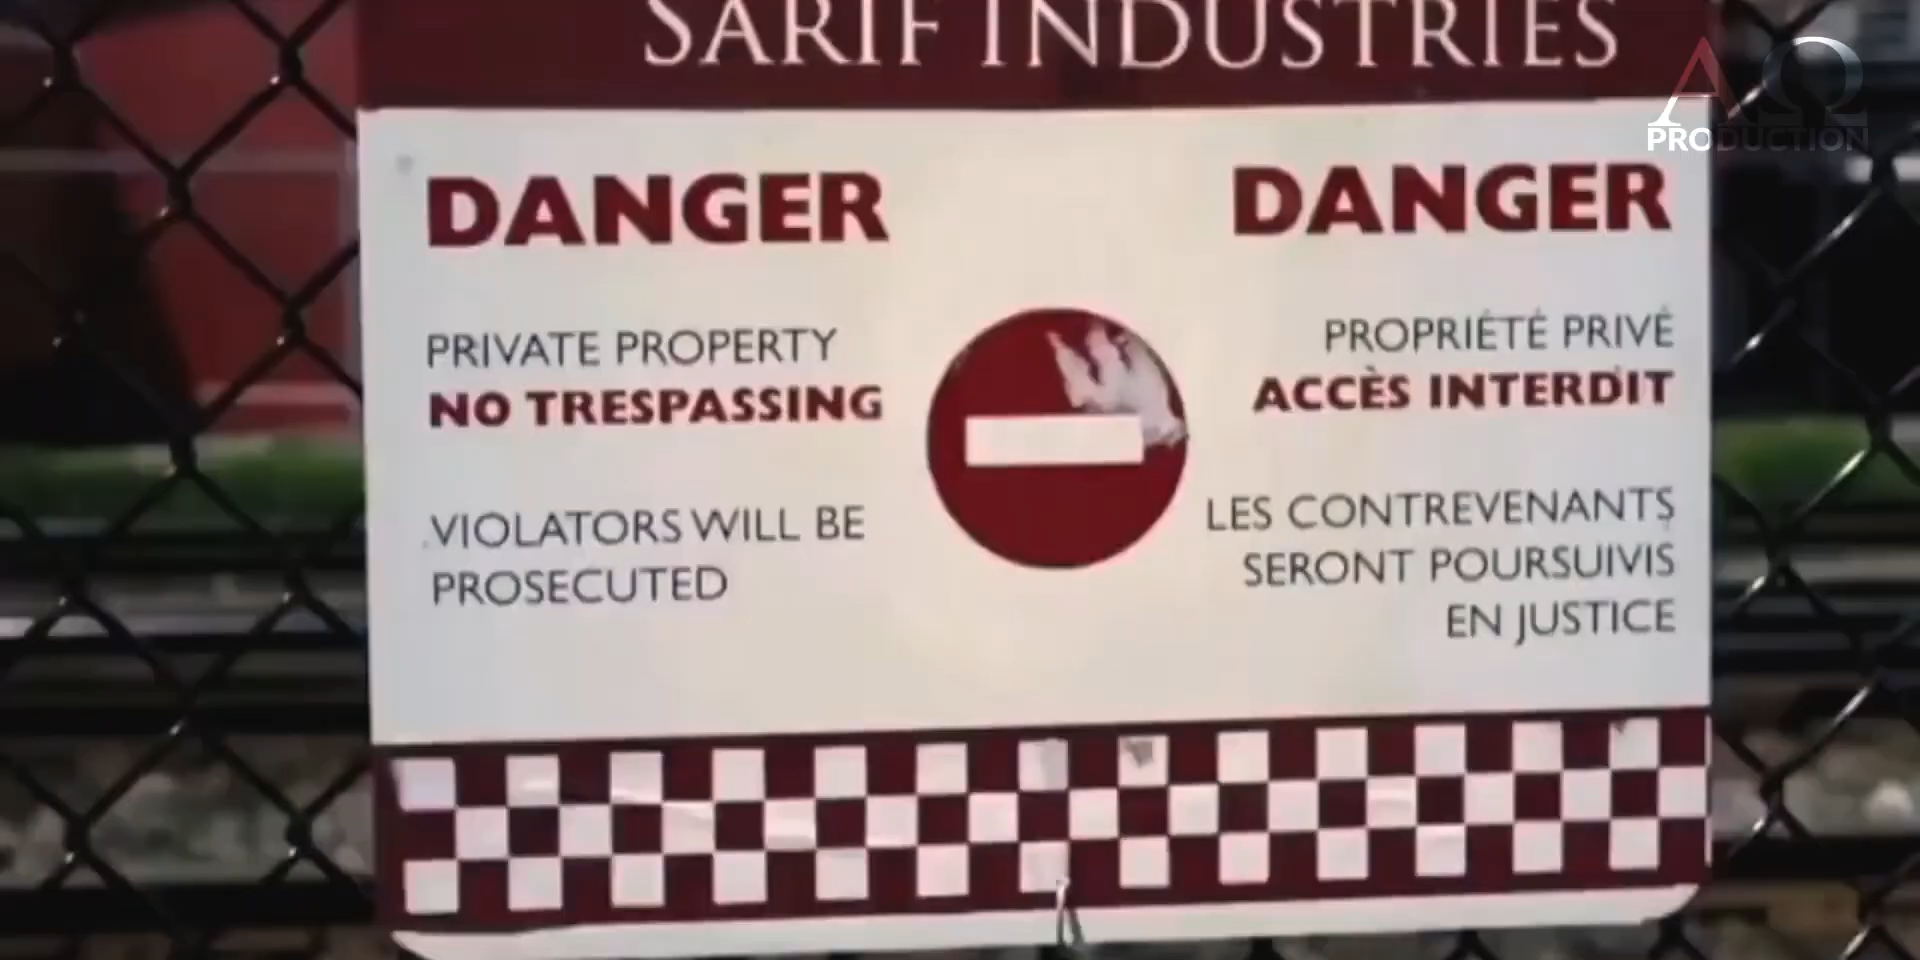 SARIF INDUSTRIES
DANGER
PRIVATE PROPERTY
NO TRESPASSING
VIOLATORS WILL BE
PROSECUTED
DANGER
PROPRIÉTÉ PRIVÉ
ACCÈS INTERDIT
LES CONTREVENANTS
SERONT POURSUIVIS
EN JUSTICE
AΩ
PRODUCTION